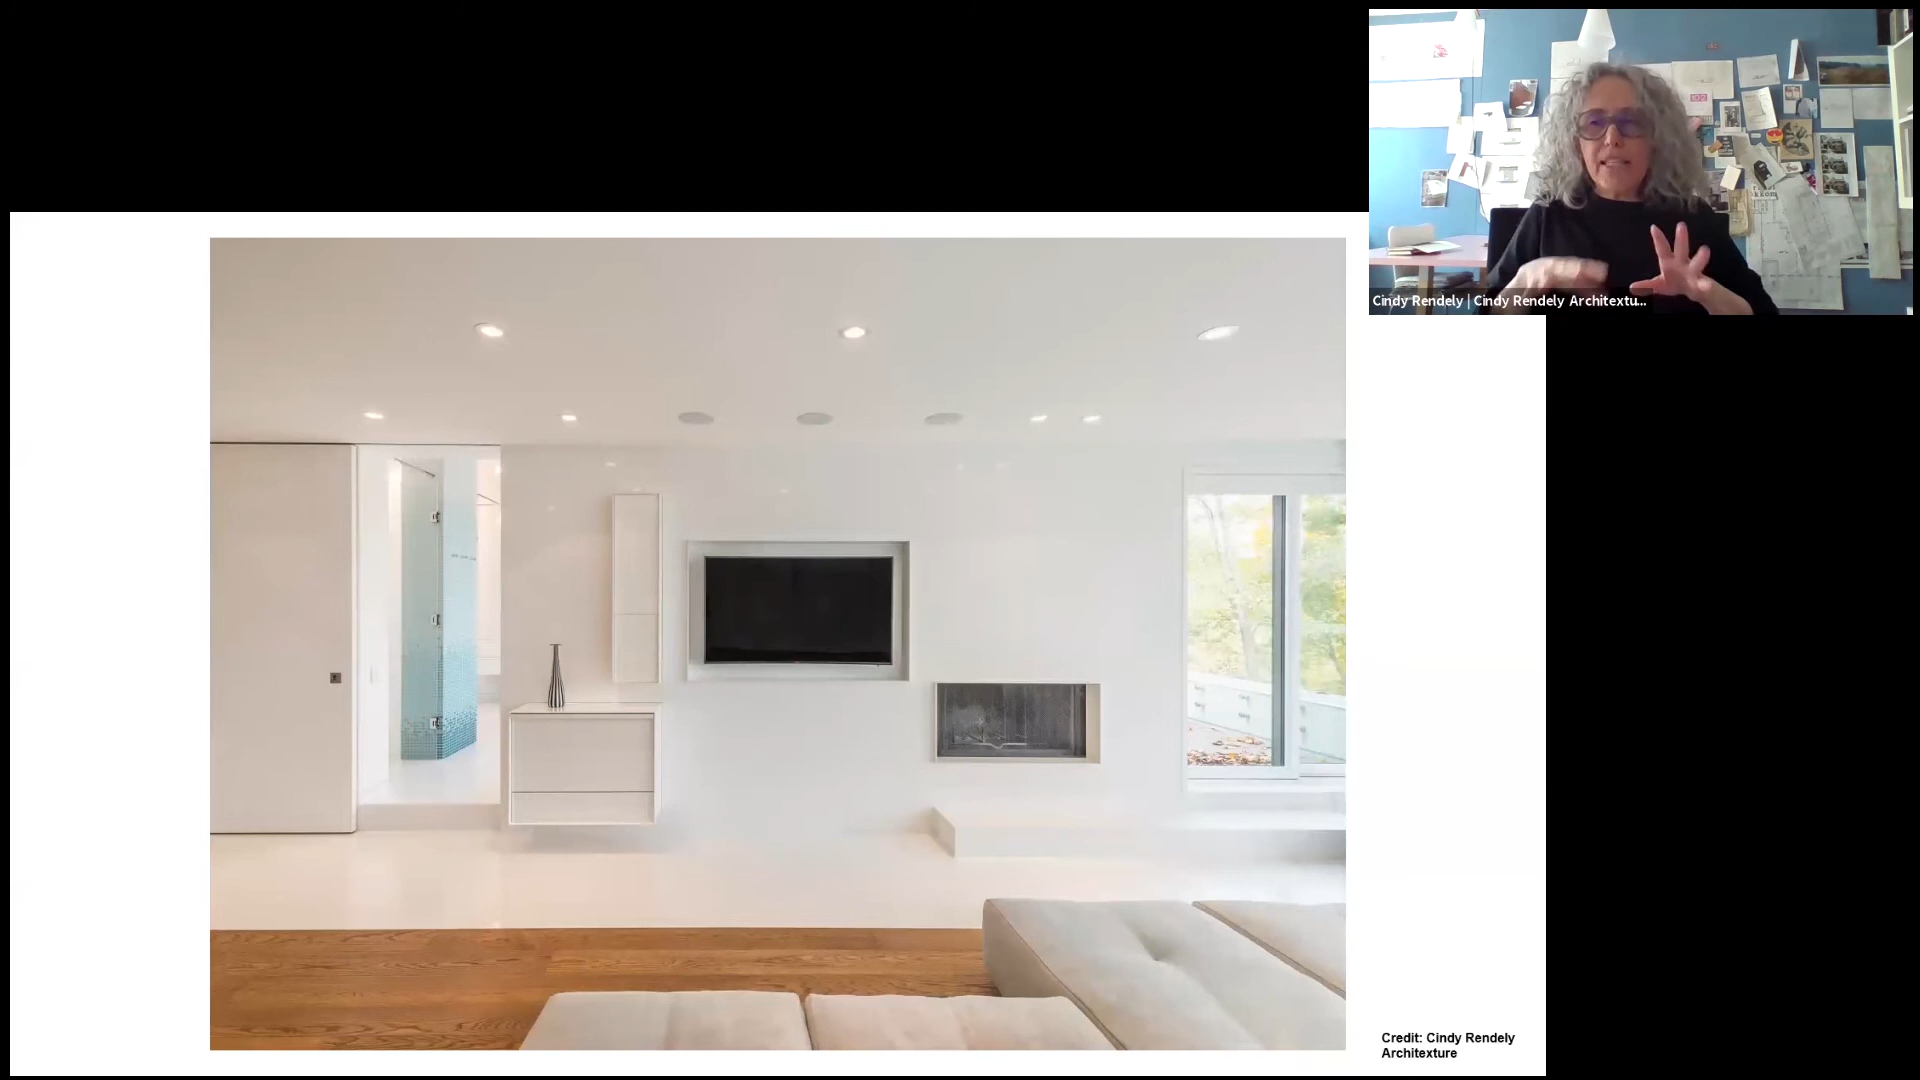 Cindy Rendely | Cindy Rendely Architextu...
Credit: Cindy Rendely
Architexture